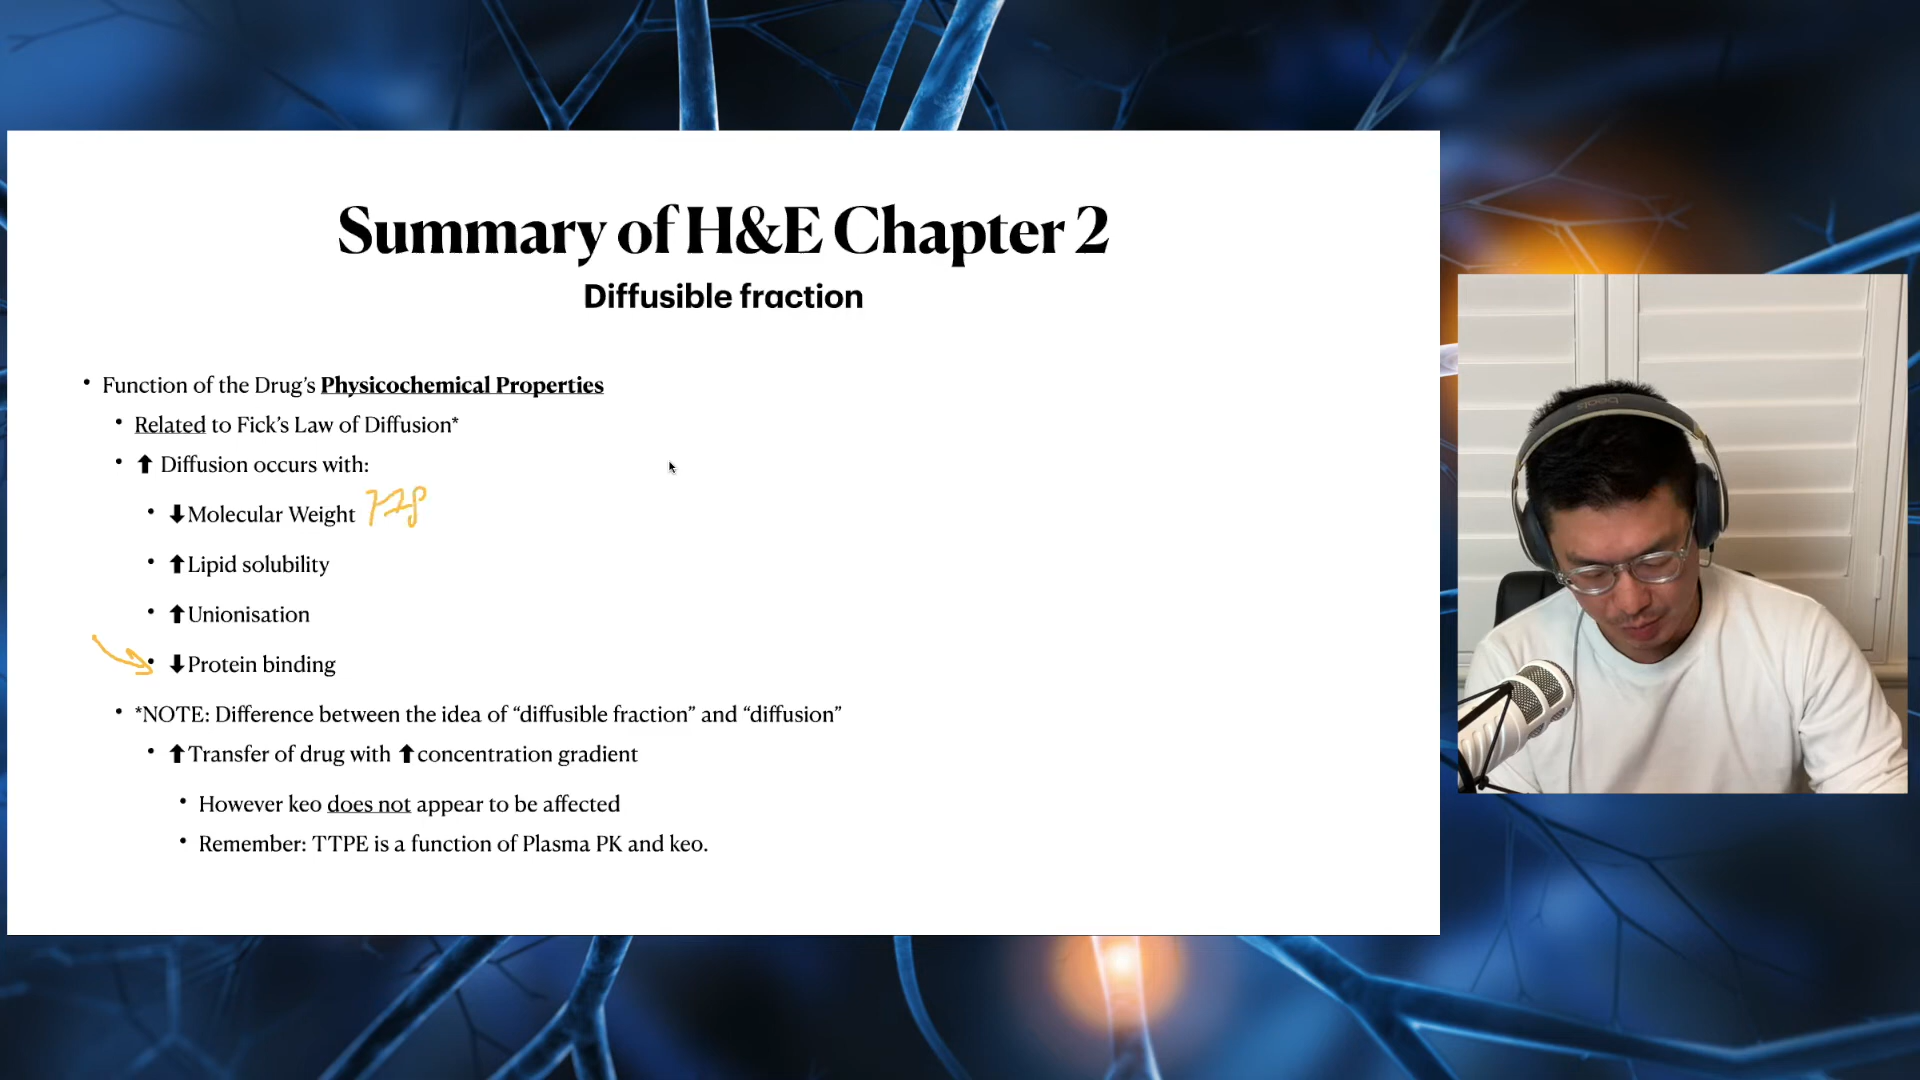 Summary of H&E Chapter 2
Diffusible fraction
• Function of the Drug's Physicochemical Properties
• Related to Fick's Law of Diffusion*
• ⬆ Diffusion occurs with:
• ⬇Molecular Weight
• ⬆Lipid solubility
• ⬆Unionisation
• ⬇Protein binding
• *NOTE: Difference between the idea of “diffusible fraction” and “diffusion”
• ⬆Transfer of drug with ⬆concentration gradient
• However keo does not appear to be affected
• Remember: TTPE is a function of Plasma PK and keo.
beats